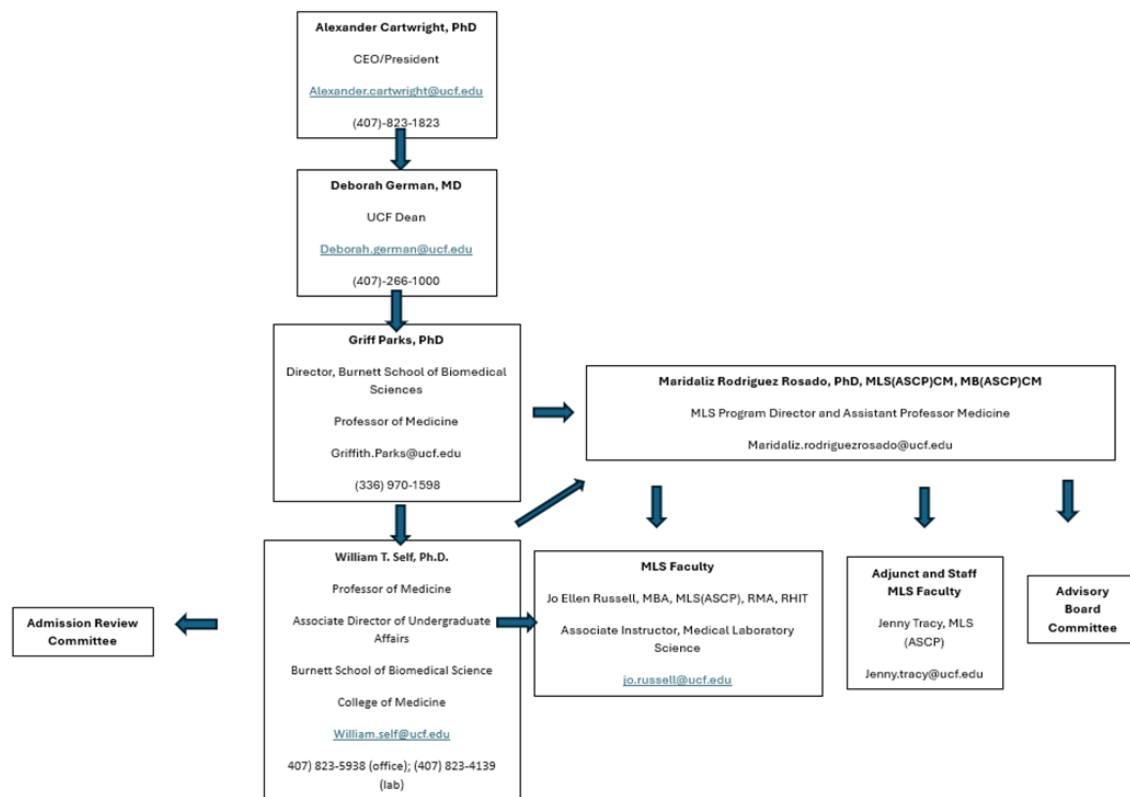 Alexander Cartwright, PhD
CEO/President
Alexander.cartwright@ucf.edu
(407)-823-1823
Deborah German, MD
UCF Dean
Deborah.german@ucf.edu
(407)-266-1000
Griff Parks, PhD
Director, Burnett School of Biomedical
Sciences
Professor of Medicine
Griffith.Parks@ucf.edu
(336) 970-1598
Maridaliz Rodriguez Rosado, PhD, MLS(ASCP)CM, MB(ASCP)CM
MLS Program Director and Assistant Professor Medicine
Maridaliz.rodriguezrosado@ucf.edu
Admission Review
Committee
William T. Self, Ph.D.
Professor of Medicine
Associate Director of Undergraduate
Affairs
Burnett School of Biomedical Science
College of Medicine
William.self@ucf.edu
407) 823-5938 (office); (407) 823-4139
(lab)
MLS Faculty
Jo Ellen Russell, MBA, MLS(ASCP), RMA, RHIT
Associate Instructor, Medical Laboratory
Science
jo.russell@ucf.edu
Adjunct and Staff
MLS Faculty
Jenny Tracy, MLS
(ASCP)
Jenny.tracy@ucf.edu
Advisory
Board
Committee